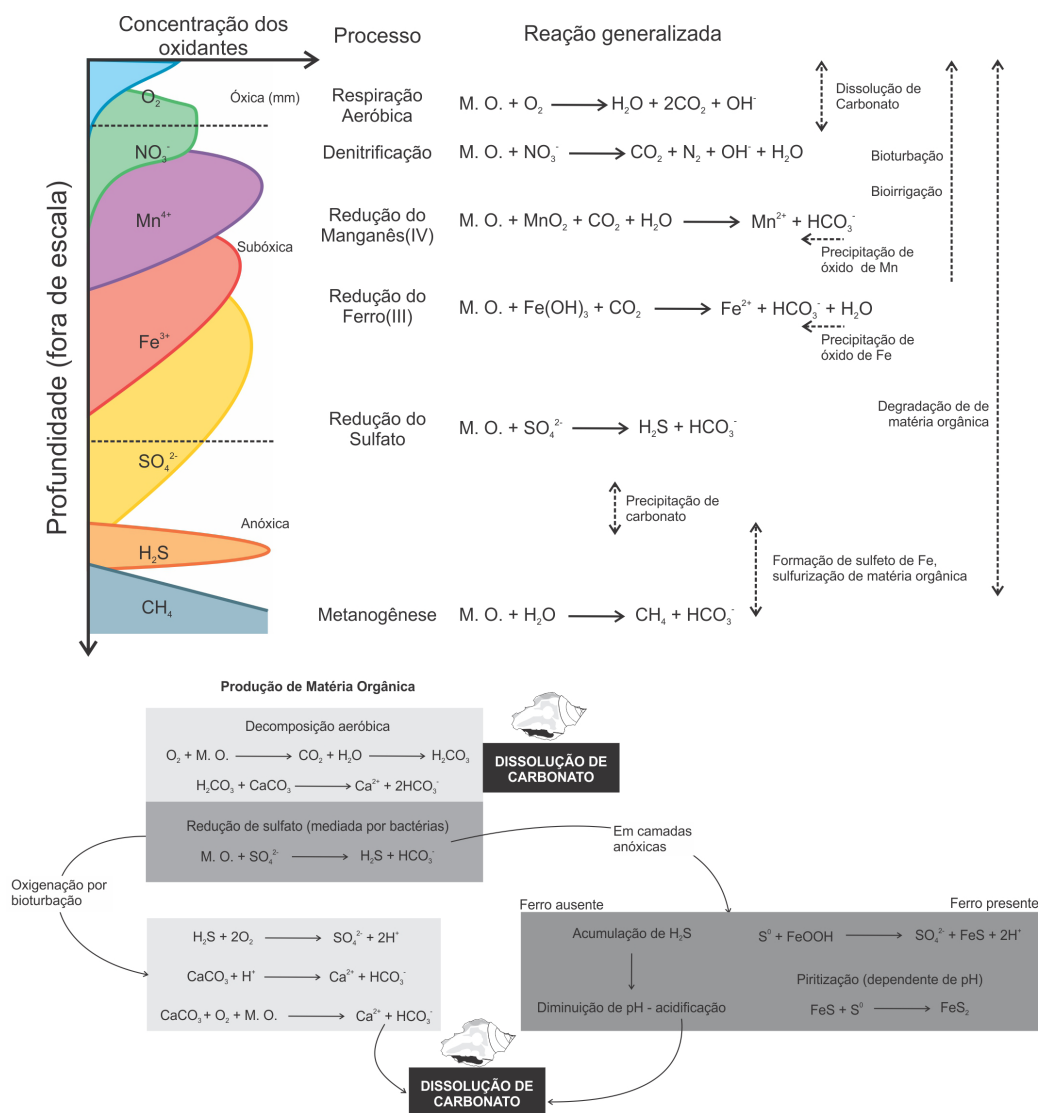 Concentração dos
oxidantes
Processo
Reação generalizada
Profundidade (fora de escala)
O₂
Óxica (mm)
Respiração
Aeróbica
M. O. + O₂ ⟶ H₂O + 2CO₂ + OH⁻
Dissolução de
Carbonato
NO₃⁻
Denitrificação
M. O. + NO₃⁻ ⟶ CO₂ + N₂ + OH⁻ + H₂O
Bioturbação
Bioirrigação
Mn⁴⁺
Subóxica
Redução do
Manganês(IV)
M. O. + MnO₂ + CO₂ + H₂O ⟶ Mn²⁺ + HCO₃⁻
Precipitação de
óxido de Mn
Fe³⁺
Redução do
Ferro(III)
M. O. + Fe(OH)₃ + CO₂ ⟶ Fe²⁺ + HCO₃⁻ + H₂O
Precipitação de
óxido de Fe
Degradação de de
matéria orgânica
Redução do
Sulfato
M. O. + SO₄²⁻ ⟶ H₂S + HCO₃⁻
SO₄²⁻
Precipitação de
carbonato
Anóxica
H₂S
Formação de sulfeto de Fe,
sulfurização de matéria orgânica
CH₄
Metanogênese
M. O. + H₂O ⟶ CH₄ + HCO₃⁻
Produção de Matéria Orgânica
Decomposição aeróbica
O₂ + M. O. ⟶ CO₂ + H₂O ⟶ H₂CO₃
H₂CO₃ + CaCO₃ ⟶ Ca²⁺ + 2HCO₃⁻
DISSOLUÇÃO DE
CARBONATO
Redução de sulfato (mediada por bactérias)
M. O. + SO₄²⁻ ⟶ H₂S + HCO₃⁻
Em camadas
anóxicas
Oxigenação por
bioturbação
H₂S + 2O₂ ⟶ SO₄²⁻ + 2H⁺
CaCO₃ + H⁺ ⟶ Ca²⁺ + HCO₃⁻
CaCO₃ + O₂ + M. O. ⟶ Ca²⁺ + HCO₃⁻
Ferro ausente
Ferro presente
Acumulação de H₂S
S⁰ + FeOOH ⟶ SO₄²⁻ + FeS + 2H⁺
Piritização (dependente de pH)
Diminuição de pH - acidificação
FeS + S⁰ ⟶ FeS₂
DISSOLUÇÃO DE
CARBONATO